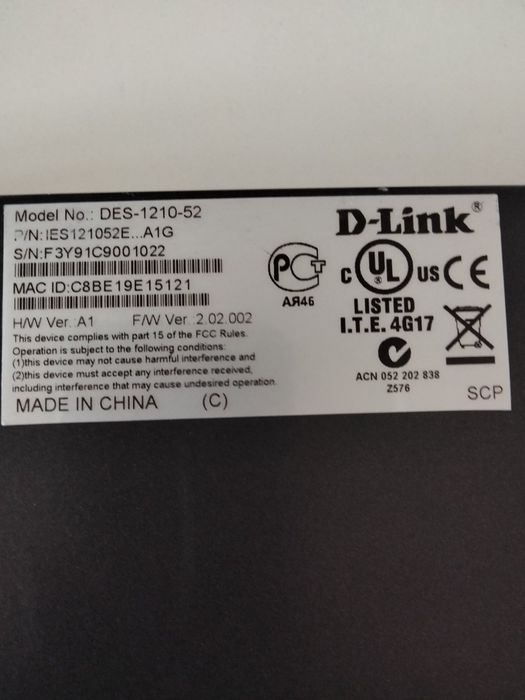 Model No.: DES-1210-52
P/N:IES121052E...A1G
S/N:F3Y91C9001022
MAC ID:C8BE19E15121
H/W Ver.:A1 F/W Ver.:2.02.002
This device complies with part 15 of the FCC Rules.
Operation is subject to the following conditions:
(1)this device may not cause harmful interference and
(2)this device must accept any interference received,
including interference that may cause undesired operation.
MADE IN CHINA (C)
D-Link®
PCT
АЯ46
C UL US CE
LISTED
I.T.E. 4G17
ACN 052 202 838
Z576
SCP